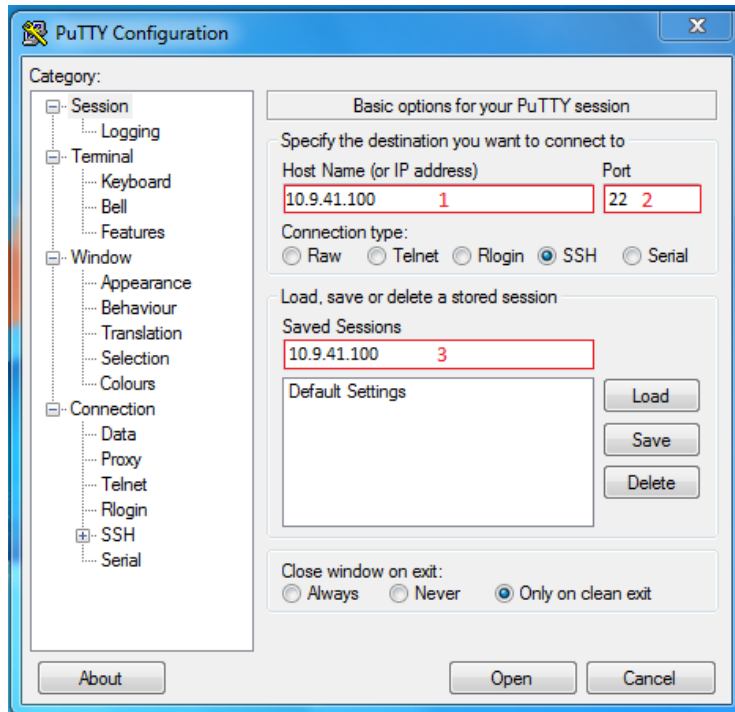 PuTTY Configuration
X
Category:
Session
Logging
Terminal
Keyboard
Bell
Features
Window
Appearance
Behaviour
Translation
Selection
Colours
Connection
Data
Proxy
Telnet
Rlogin
SSH
Serial
Basic options for your PuTTY session
Specify the destination you want to connect to
Host Name (or IP address) Port
10.9.41.100 1 22 2
Connection type:
Raw Telnet Rlogin SSH Serial
Load, save or delete a stored session
Saved Sessions
10.9.41.100 3
Default Settings
Load
Save
Delete
Close window on exit:
Always Never Only on clean exit
About Open Cancel